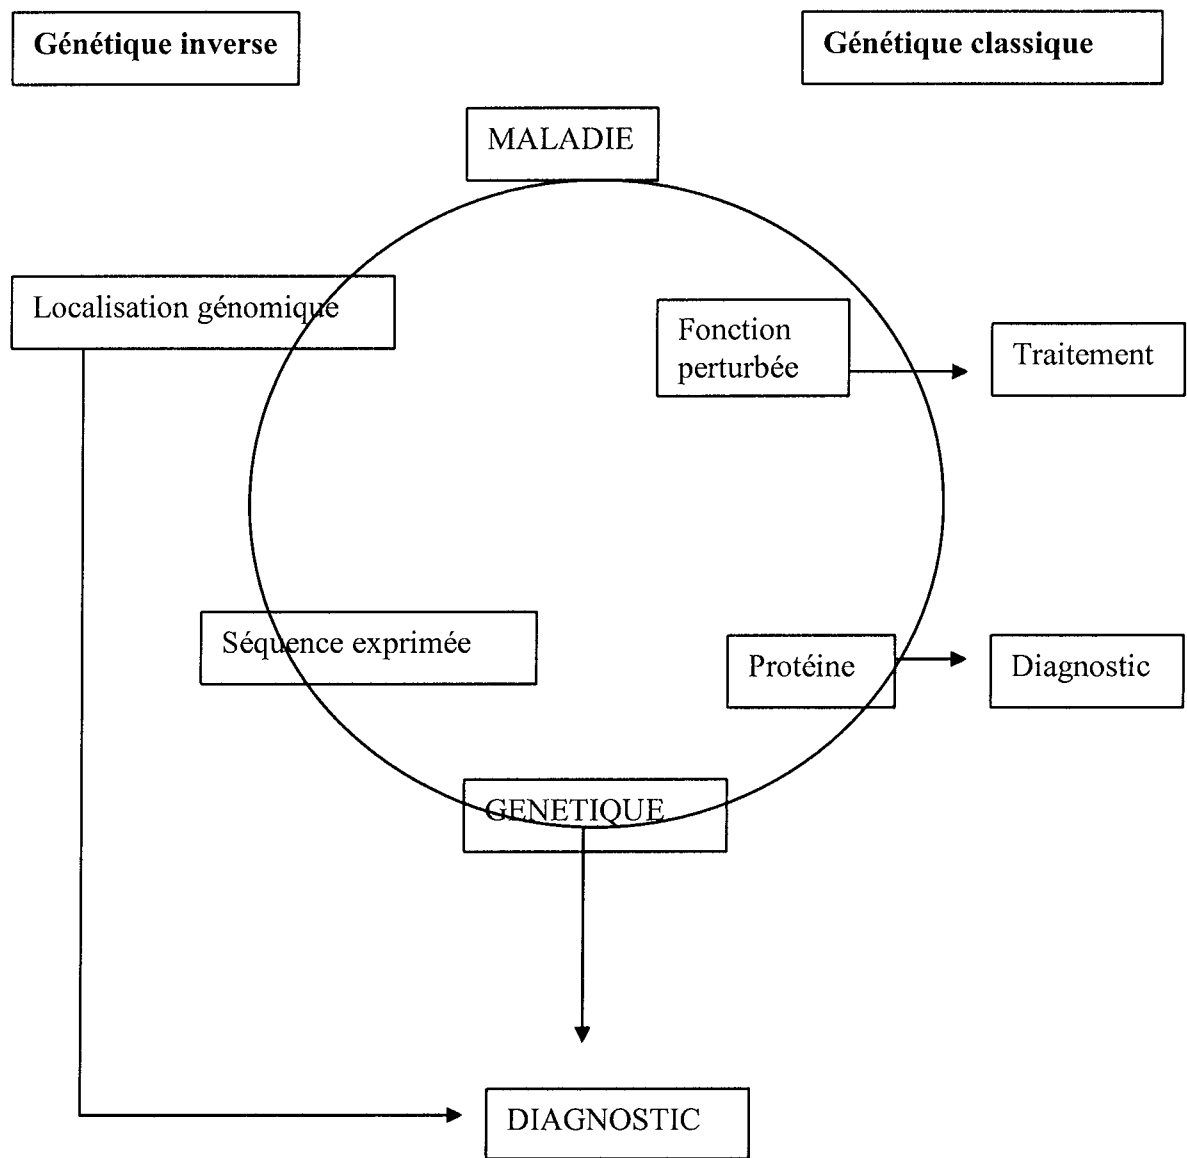 Génétique inverse
Génétique classique
MALADIE
Localisation génomique
Fonction
perturbée
Traitement
Séquence exprimée
Protéine
Diagnostic
GENETIQUE
DIAGNOSTIC